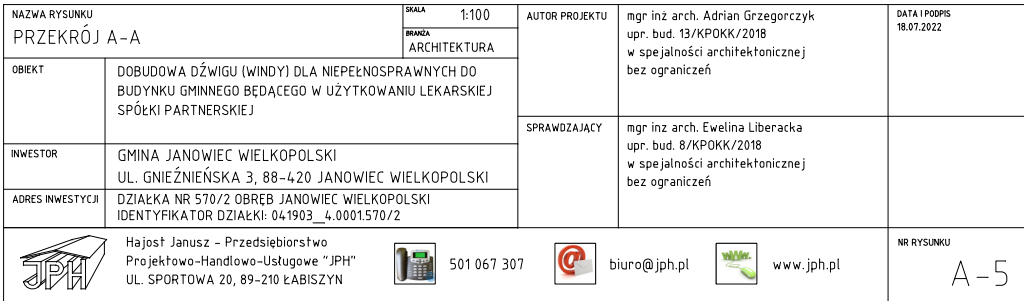 NAZWA RYSUNKU
PRZEKRÓJ A-A
SKALA
1:100
BRANŻA
ARCHITEKTURA
OBIEKT
DOBUDOWA DŹWIGU (WINDY) DLA NIEPEŁNOSPRAWNYCH DO
BUDYNKU GMINNEGO BĘDĄCEGO W UŻYTKOWANIU LEKARSKIEJ
SPÓŁKI PARTNERSKIEJ
INWESTOR
GMINA JANOWIEC WIELKOPOLSKI
UL. GNIEŹNIEŃSKA 3, 88-420 JANOWIEC WIELKOPOLSKI
ADRES INWESTYCJI
DZIAŁKA NR 570/2 OBRĘB JANOWIEC WIELKOPOLSKI
IDENTYFIKATOR DZIAŁKI: 041903_4.0001.570/2
AUTOR PROJEKTU
mgr inż arch. Adrian Grzegorczyk
upr. bud. 13/KPOKK/2018
w spejalności architektonicznej
bez ograniczeń
DATA I PODPIS
18.07.2022
SPRAWDZAJĄCY
mgr inz arch. Ewelina Liberacka
upr. bud. 8/KPOKK/2018
w spejalności architektonicznej
bez ograniczeń
JPH
Hajost Janusz - Przedsiębiorstwo
Projektowo-Handlowo-Usługowe "JPH"
UL. SPORTOWA 20, 89-210 ŁABISZYN
501 067 307
@
biuro@jph.pl
www.
www.jph.pl
NR RYSUNKU
A-5